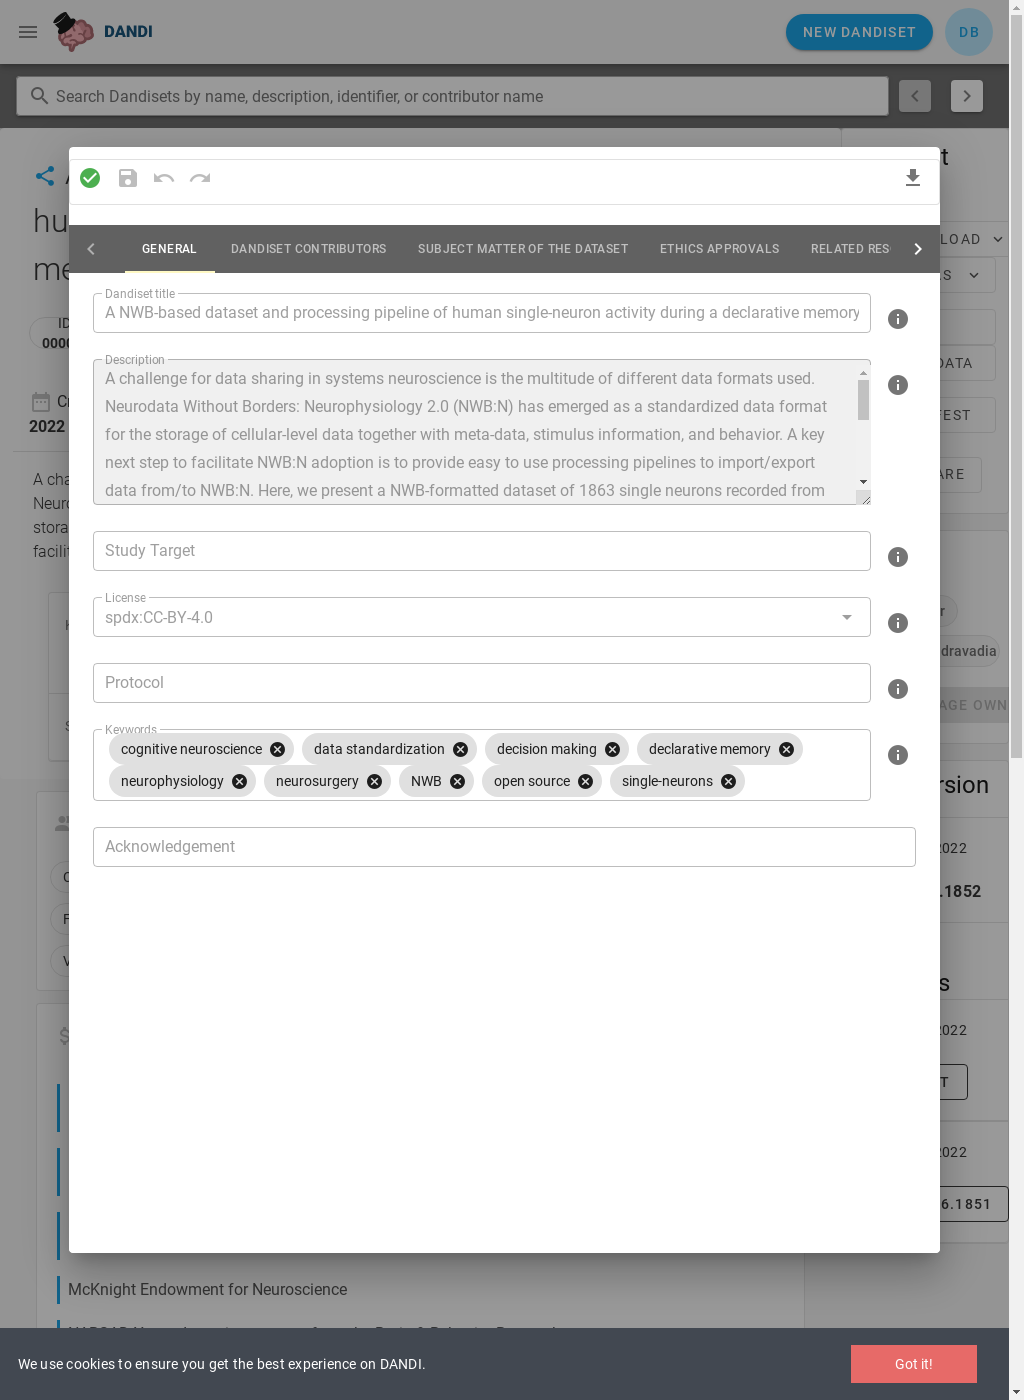 DANDI
NEW DANDISET
DB
Search Dandisets by name, description, identifier, or contributor name
GENERAL
DANDISET CONTRIBUTORS
SUBJECT MATTER OF THE DATASET
ETHICS APPROVALS
RELATED RES
Dandiset title
A NWB-based dataset and processing pipeline of human single-neuron activity during a declarative memory
Description
A challenge for data sharing in systems neuroscience is the multitude of different data formats used.
Neurodata Without Borders: Neurophysiology 2.0 (NWB:N) has emerged as a standardized data format
for the storage of cellular-level data together with meta-data, stimulus information, and behavior. A key
next step to facilitate NWB:N adoption is to provide easy to use processing pipelines to import/export
data from/to NWB:N. Here, we present a NWB-formatted dataset of 1863 single neurons recorded from
Study Target
License
spdx:CC-BY-4.0
Protocol
Keywords
cognitive neuroscience
data standardization
decision making
declarative memory
neurophysiology
neurosurgery
NWB
open source
single-neurons
Acknowledgement
hu
me
ID
0000
2022
A cha
Neuro
stora
facilit
t
LOAD
S
DATA
FEST
ARE
r
dravadia
AGE OWN
rsion
2022
.1852
s
2022
T
2022
6.1851
McKnight Endowment for Neuroscience
We use cookies to ensure you get the best experience on DANDI.
Got it!